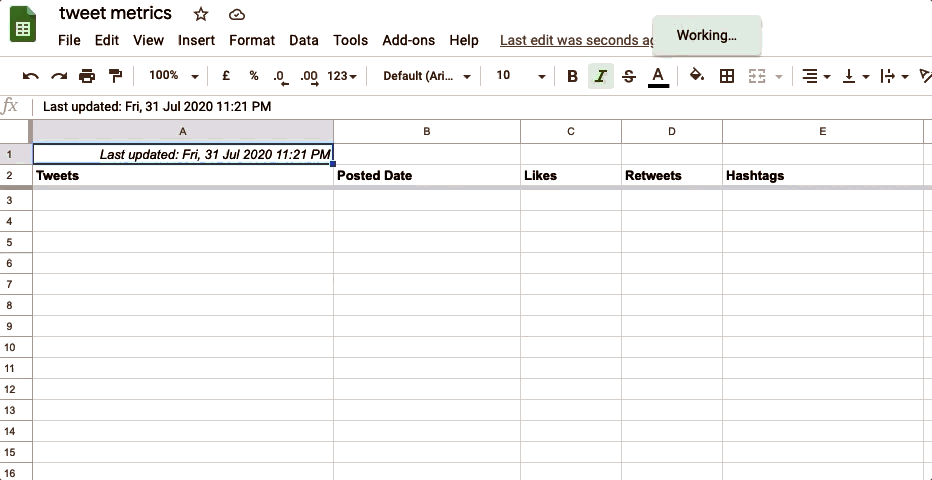 tweet metrics
File Edit View Insert Format Data Tools Add-ons Help Last edit was seconds ag
Working...
100% £ % .0 .00 123 Default (Ari... 10 B I S A
fx Last updated: Fri, 31 Jul 2020 11:21 PM
A B C D E
1 Last updated: Fri, 31 Jul 2020 11:21 PM
2 Tweets Posted Date Likes Retweets Hashtags
3
4
5
6
7
8
9
10
11
12
13
14
15
16